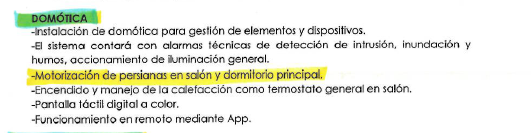 DOMÓTICA
-Instalación de domótica para gestión de elementos y dispositivos.
-El sistema contará con alarmas técnicas de detección de intrusión, inundación y
humos, accionamiento de iluminación general.
-Motorización de persianas en salón y dormitorio principal.
-Encendido y manejo de la calefacción como termostato general en salón.
-Pantalla táctil digital a color.
-Funcionamiento en remoto mediante App.